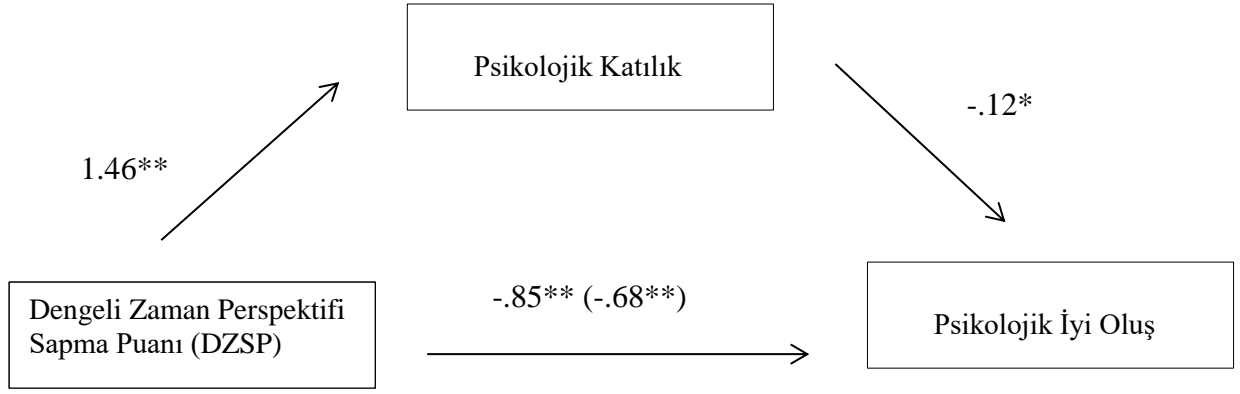 Psikolojik Katılık
-.12*
1.46**
-.85** (-.68**)
Dengeli Zaman Perspektifi
Sapma Puanı (DZSP)
Psikolojik İyi Oluş